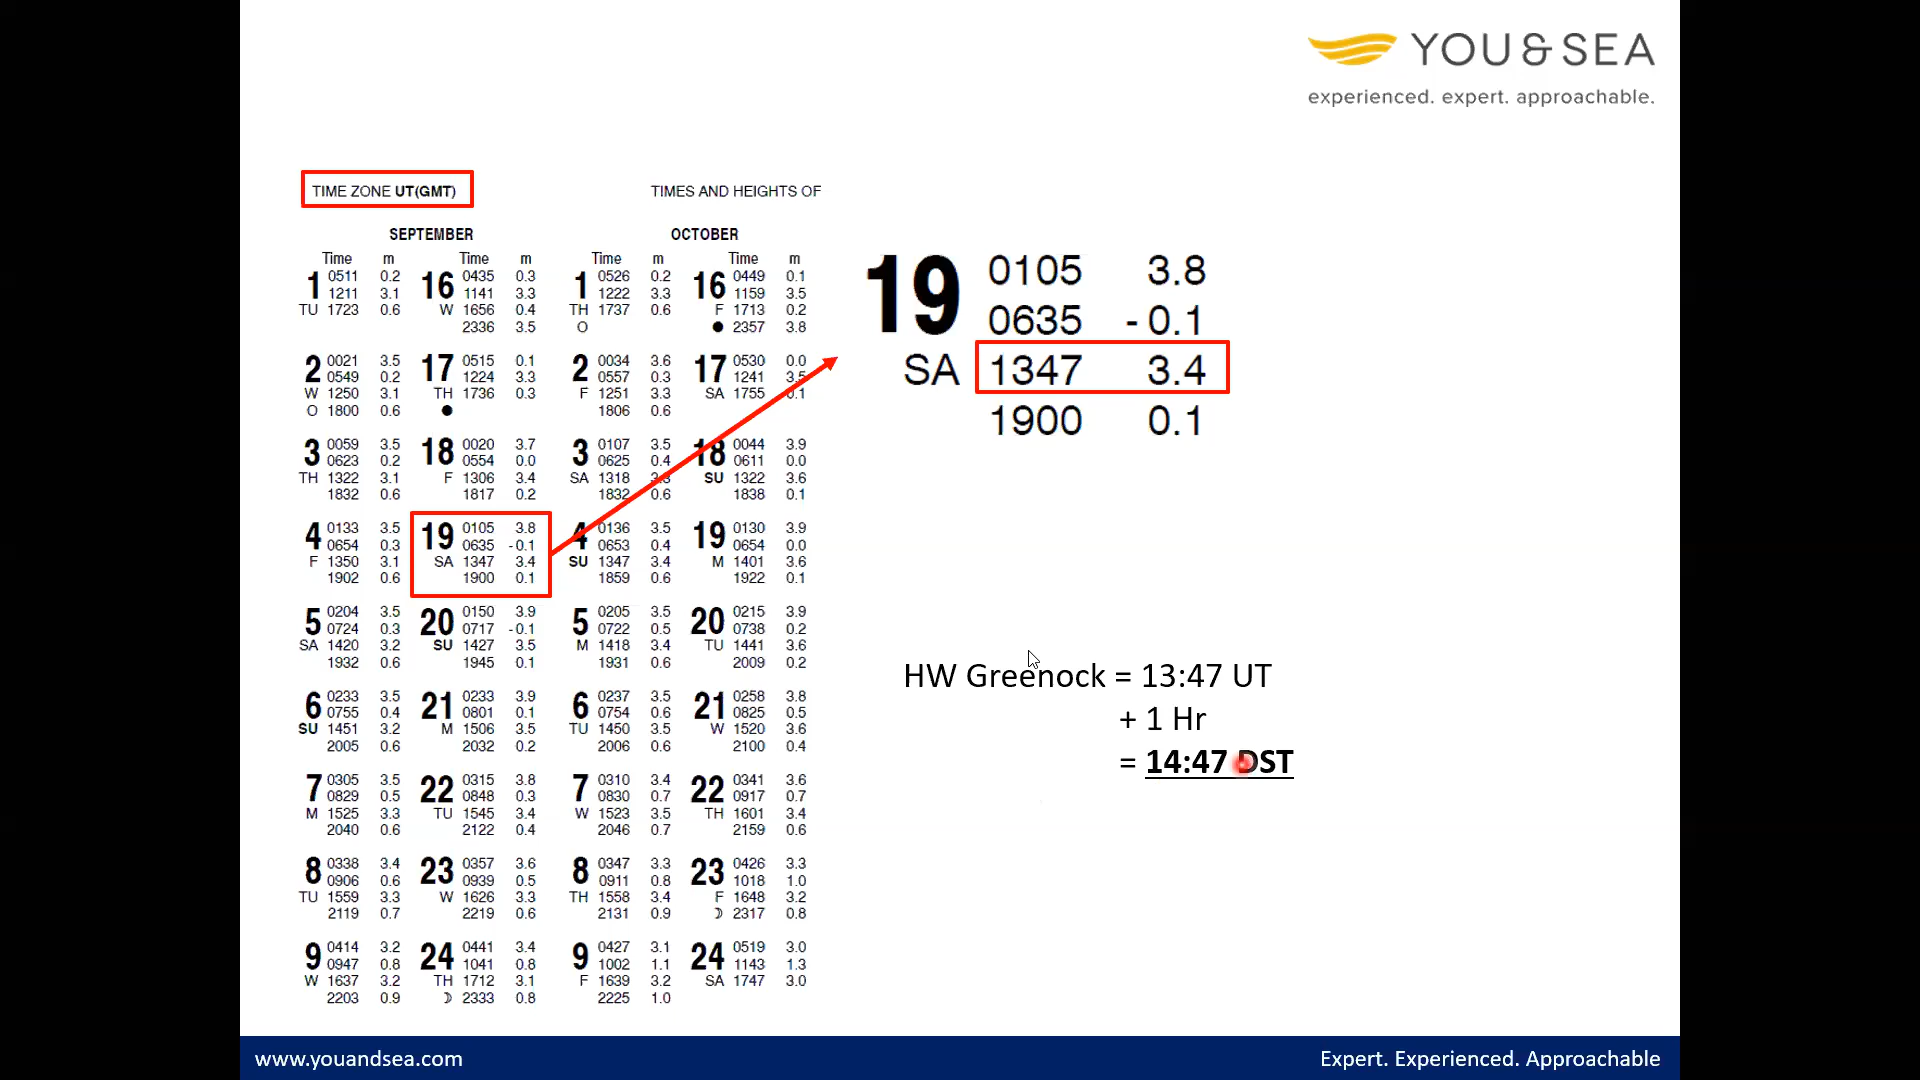 YOU&SEA
experienced. expert. approachable.
TIME ZONE UT(GMT)
TIMES AND HEIGHTS OF
SEPTEMBER
Time m Time m
1 0511 0.2
1211 3.1
TU 1723 0.6
2 0021 3.5
0549 0.2
W 1250 3.1
O 1800 0.6
3 0059 3.5
0623 0.2
TH 1322 3.1
1832 0.6
4 0133 3.5
0654 0.3
F 1350 3.1
1902 0.6
5 0204 3.5
0724 0.3
SA 1420 3.2
1932 0.6
6 0233 3.5
0755 0.4
SU 1451 3.2
2005 0.6
7 0305 3.5
0829 0.5
M 1525 3.3
2040 0.6
8 0338 3.4
0906 0.6
TU 1559 3.3
2119 0.7
9 0414 3.2
0947 0.8
W 1637 3.2
2203 0.9
16 0435 0.3
1141 3.3
W 1656 0.4
2336 3.5
17 0515 0.1
1224 3.3
TH 1736 0.3
18 0020 3.7
0554 0.0
F 1306 3.4
1817 0.2
19 0105 3.8
0635 -0.1
SA 1347 3.4
1900 0.1
20 0150 3.9
0717 -0.1
SU 1427 3.5
1945 0.1
21 0233 3.9
0801 0.1
M 1506 3.5
2032 0.2
22 0315 3.8
0848 0.3
TU 1545 3.4
2122 0.4
23 0357 3.6
0939 0.5
W 1626 3.3
2219 0.6
24 0441 3.4
1041 0.8
TH 1712 3.1
2333 0.8
OCTOBER
Time m Time m
1 0526 0.2
1222 3.3
TH 1737 0.6
O
2 0034 3.6
0557 0.3
F 1251 3.3
1806 0.6
3 0107 3.5
0625 0.4
SA 1318
1832 0.6
4 0136 3.5
0653 0.4
SU 1347 3.4
1859 0.6
5 0205 3.5
0722 0.5
M 1418 3.4
1931 0.6
6 0237 3.5
0754 0.6
TU 1450 3.5
2006 0.6
7 0310 3.4
0830 0.7
W 1523 3.5
2046 0.7
8 0347 3.3
0911 0.8
TH 1558 3.4
2131 0.9
9 0427 3.1
1002 1.1
F 1639 3.2
2225 1.0
16 0449 0.1
1159 3.5
F 1713 0.2
2357 3.8
17 0530 0.0
1241 3.5
SA 1755 0.1
18 0044 3.9
0611 0.0
SU 1322 3.6
1838 0.1
19 0130 3.9
0654 0.0
M 1401 3.6
1922 0.1
20 0215 3.9
0738 0.2
TU 1441 3.6
2009 0.2
21 0258 3.8
0825 0.5
W 1520 3.6
2100 0.4
22 0341 3.6
0917 0.7
TH 1601 3.4
2159 0.6
23 0426 3.3
1018 1.0
F 1648 3.2
2317 0.8
24 0519 3.0
1143 1.3
SA 1747 3.0
19 0105 3.8
0635 -0.1
SA 1347 3.4
1900 0.1
HW Greenock = 13:47 UT
+ 1 Hr
= 14:47 DST
www.youandsea.com
Expert. Experienced. Approachable